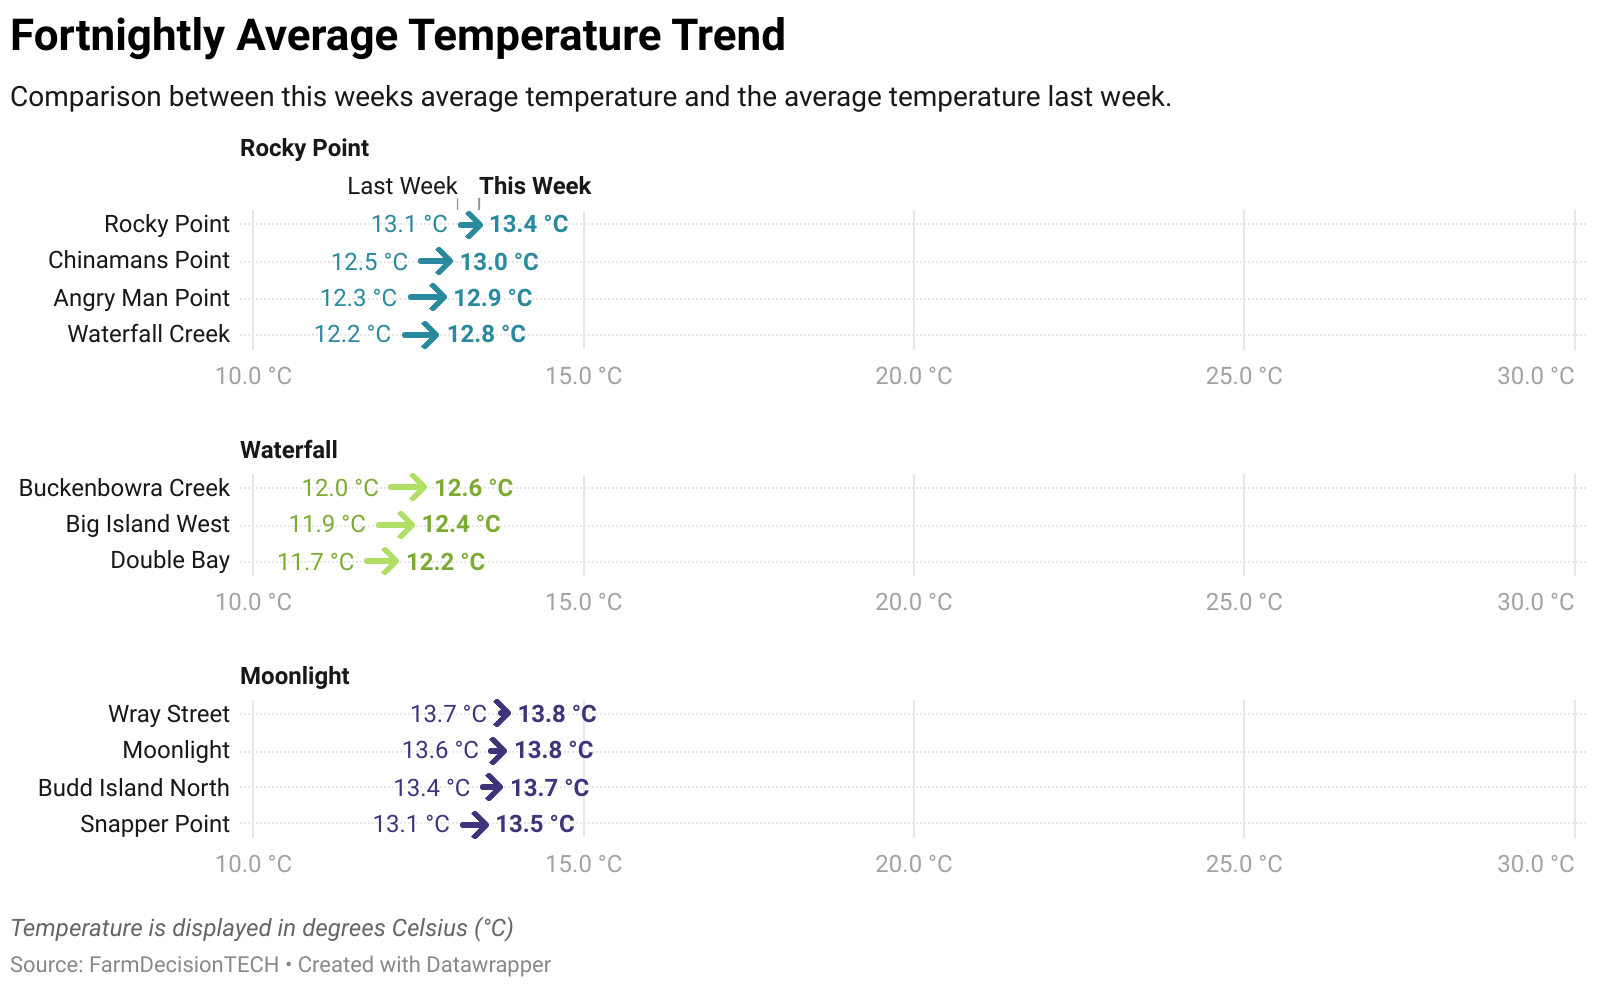 Fortnightly Average Temperature Trend
Comparison between this weeks average temperature and the average temperature last week.
Rocky Point
Last Week This Week
Rocky Point 13.1 °C 13.4 °C
Chinamans Point 12.5 °C 13.0 °C
Angry Man Point 12.3 °C 12.9 °C
Waterfall Creek 12.2 °C 12.8 °C
10.0 °C 15.0 °C 20.0 °C 25.0 °C 30.0 °C
Waterfall
Buckenbowra Creek 12.0 °C 12.6 °C
Big Island West 11.9 °C 12.4 °C
Double Bay 11.7 °C 12.2 °C
10.0 °C 15.0 °C 20.0 °C 25.0 °C 30.0 °C
Moonlight
Wray Street 13.7 °C 13.8 °C
Moonlight 13.6 °C 13.8 °C
Budd Island North 13.4 °C 13.7 °C
Snapper Point 13.1 °C 13.5 °C
10.0 °C 15.0 °C 20.0 °C 25.0 °C 30.0 °C
Temperature is displayed in degrees Celsius (°C)
Source: FarmDecisionTECH • Created with Datawrapper